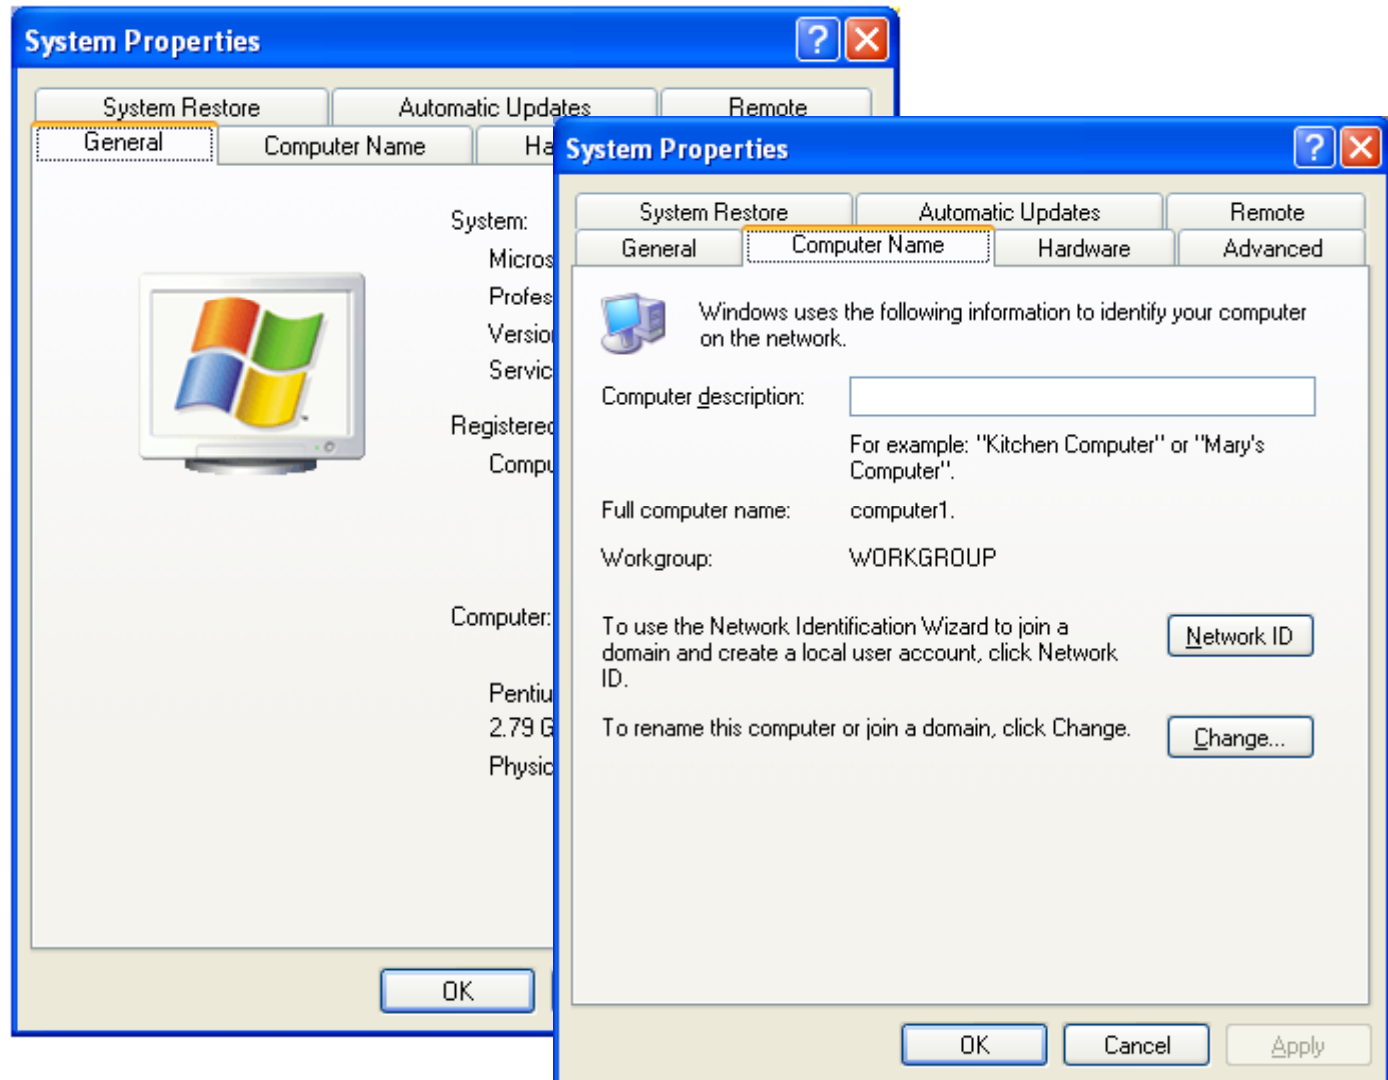 System Properties
?
System Restore
Automatic Updates
Remote
General
Computer Name
System:
Registered
Computer:
2.79
OK
System Properties
?
System Restore
Automatic Updates
Remote
General
Computer Name
Hardware
Advanced
Windows uses the following information to identify your computer
on the network.
Computer description:
For example: "Kitchen Computer" or "Mary's
Computer".
Full computer name:
computer1.
Workgroup:
WORKGROUP
To use the Network Identification Wizard to join a
domain and create a local user account, click Network
ID.
Network ID
To rename this computer or join a domain, click Change.
Change...
OK
Cancel
Apply